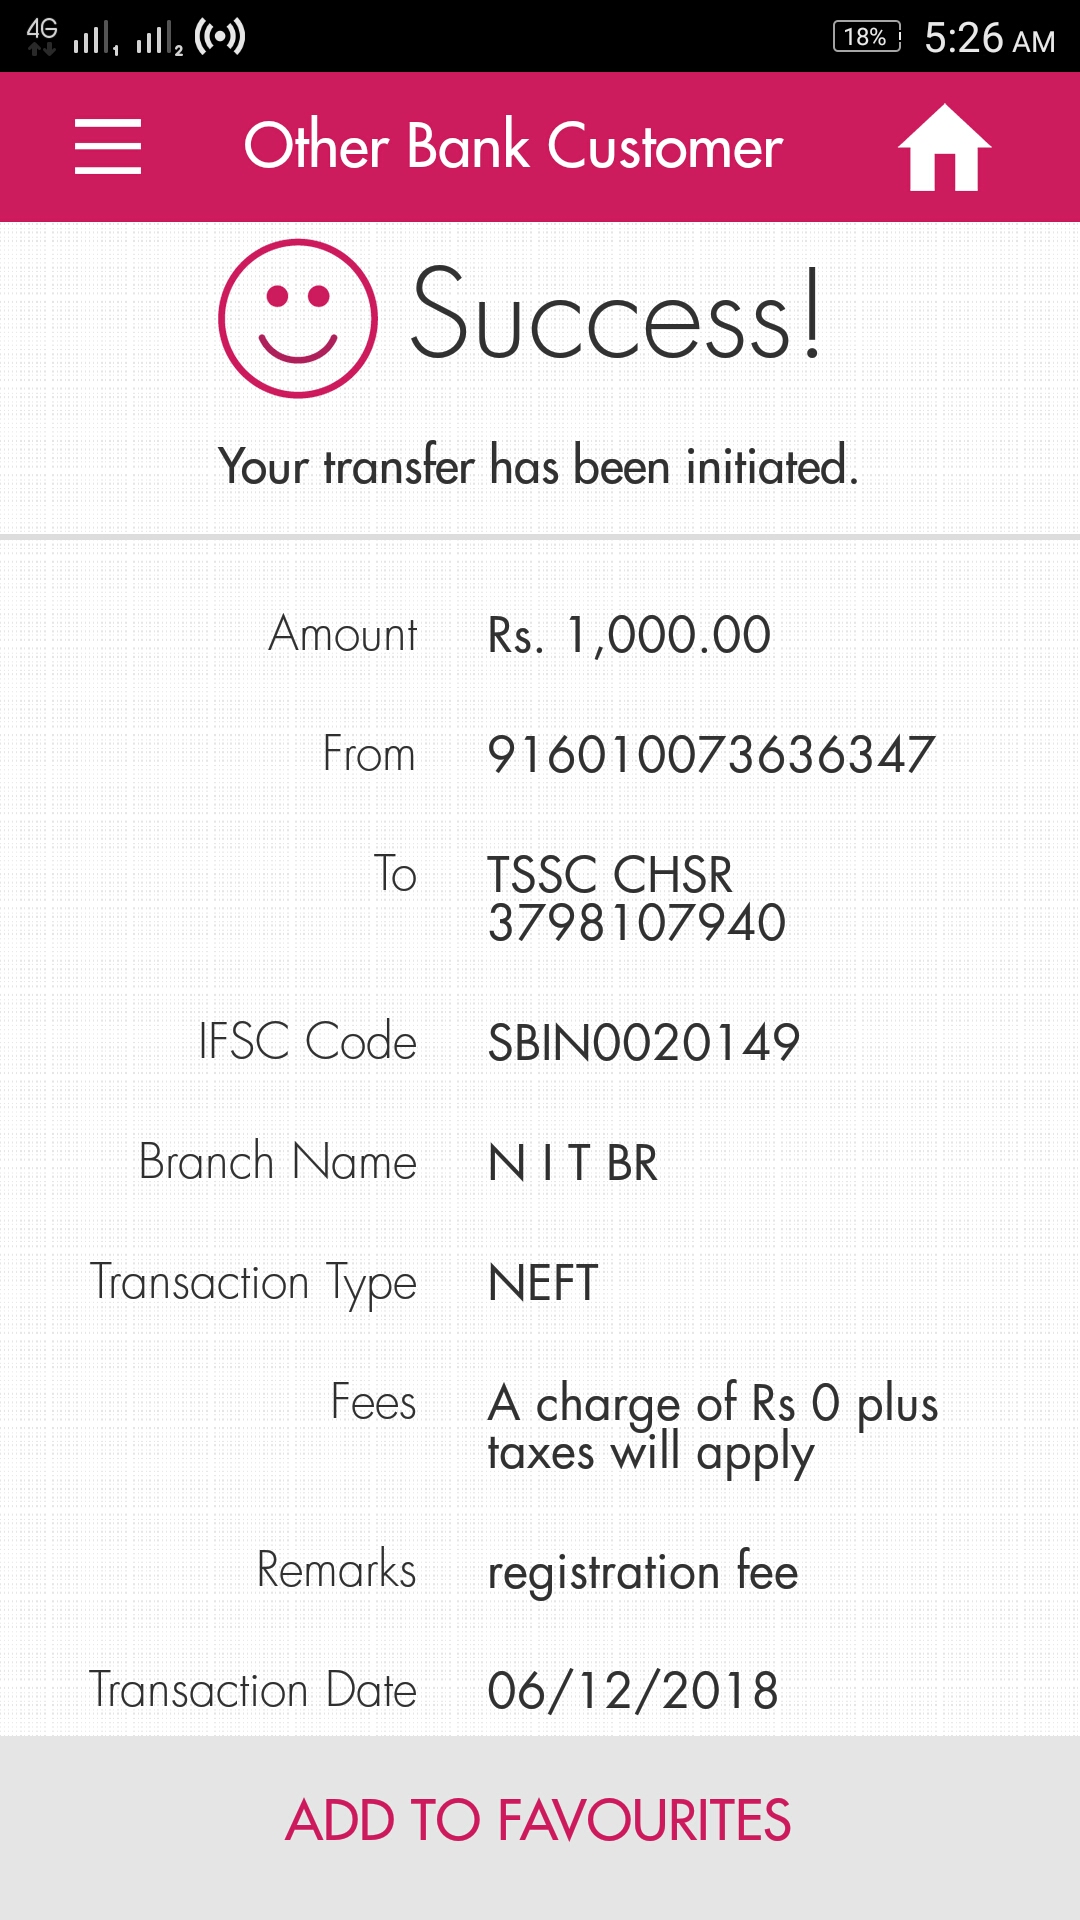 4G 1 2 18% 5:26 AM
Other Bank Customer
Success!
Your transfer has been initiated.
Amount Rs. 1,000.00
From 916010073636347
To TSSC CHSR
3798107940
IFSC Code SBIN0020149
Branch Name N I T BR
Transaction Type NEFT
Fees A charge of Rs 0 plus
taxes will apply
Remarks registration fee
Transaction Date 06/12/2018
ADD TO FAVOURITES